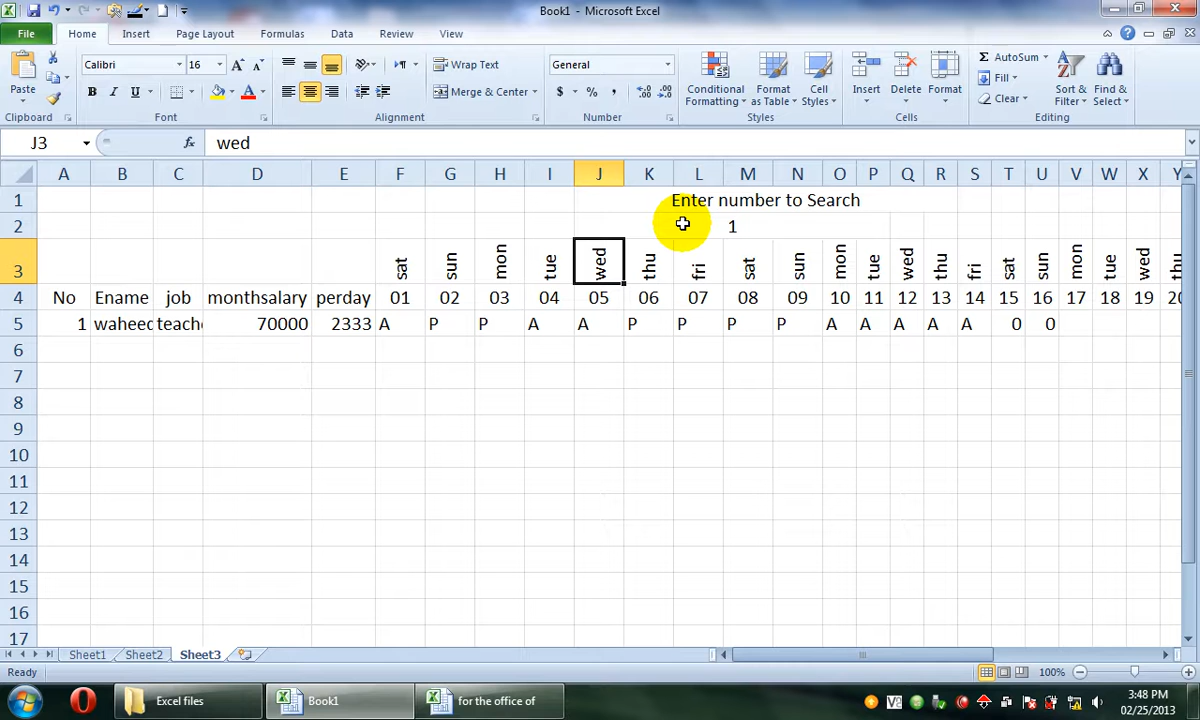 Book1 - Microsoft Excel
File Home Insert Page Layout Formulas Data Review View
Calibri 16 Wrap Text General AutoSum
Paste Merge & Center Conditional Formatting Format as Table Cell Styles Insert Delete Format Fill Clear Sort & Filter Find & Select
Clipboard Font Alignment Number Styles Cells Editing
J3 fx wed
A B C D E F G H I J K L M N O P Q R S T U V W X Y
1 Enter number to Search
2 1
3 sat sun mon tue wed thu fri sat sun mon tue wed thu fri sat sun mon tue wed thu
4 No Ename job monthsalary perday 01 02 03 04 05 06 07 08 09 10 11 12 13 14 15 16 17 18 19 20
5 1 waheed teache 70000 2333 A P P A A P P P P A A A A A 0 0
6
7
8
9
10
11
12
13
14
15
16
17
Sheet1 Sheet2 Sheet3
Ready 100%
Excel files Book1 for the office of 3:48 PM
02/25/2013